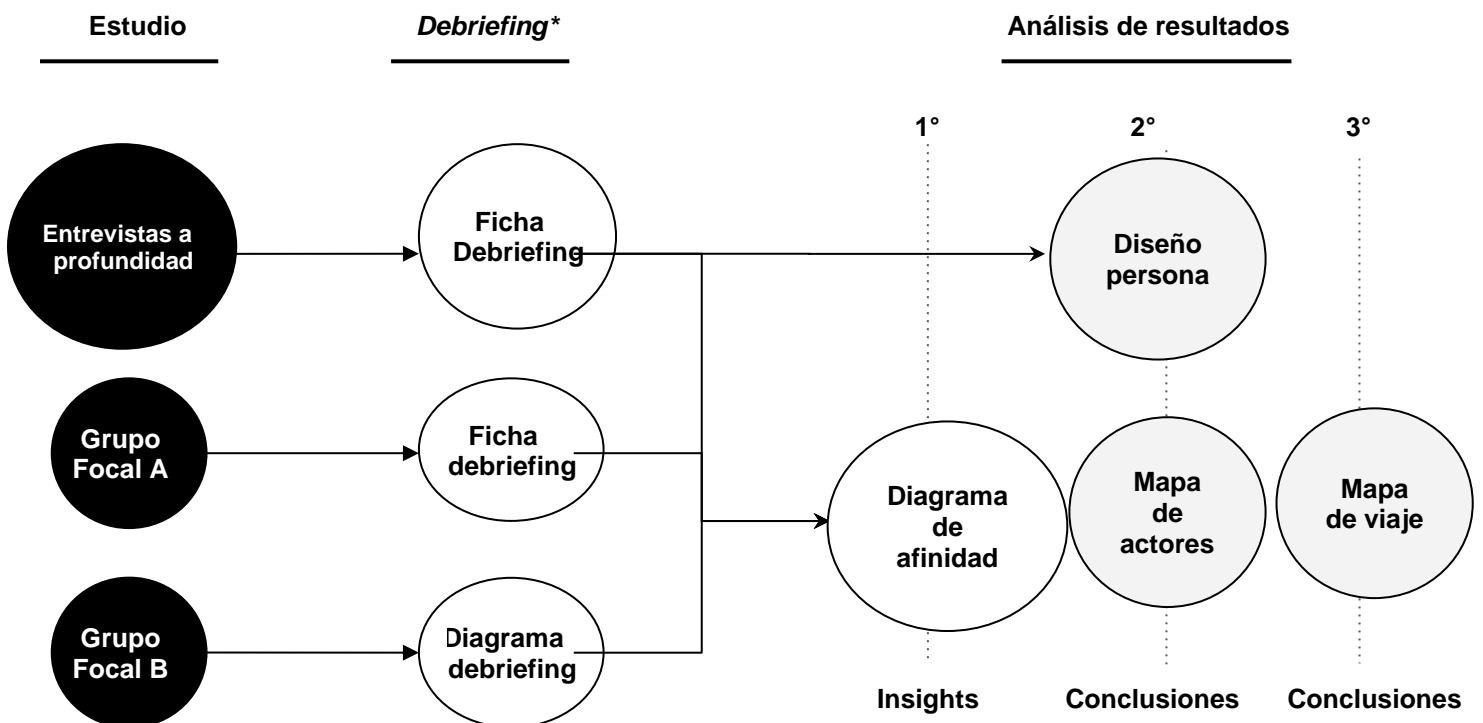 Estudio
Debriefing*
Análisis de resultados
1°
2°
3°
Entrevistas a
profundidad
Ficha
Debriefing
Diseño
persona
Grupo
Focal A
Ficha
debriefing
Diagrama
de
afinidad
Mapa
de
actores
Mapa
de viaje
Grupo
Focal B
Diagrama
debriefing
Insights
Conclusiones
Conclusiones